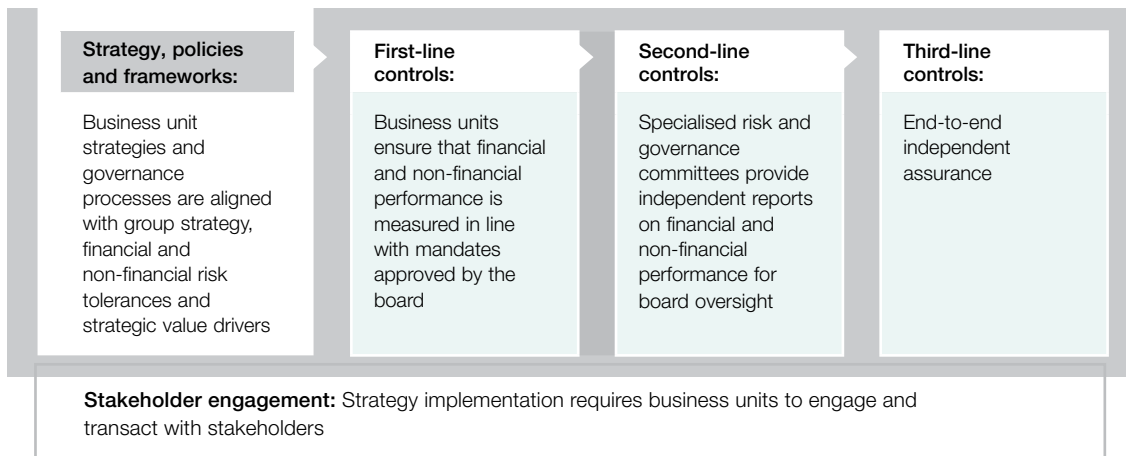 Strategy, policies
and frameworks:
Business unit
strategies and
governance
processes are aligned
with group strategy,
financial and
non-financial risk
tolerances and
strategic value drivers
First-line
controls:
Business units
ensure that financial
and non-financial
performance is
measured in line
with mandates
approved by the
board
Second-line
controls:
Specialised risk and
governance
committees provide
independent reports
on financial and
non-financial
performance for
board oversight
Third-line
controls:
End-to-end
independent
assurance
Stakeholder engagement: Strategy implementation requires business units to engage and
transact with stakeholders